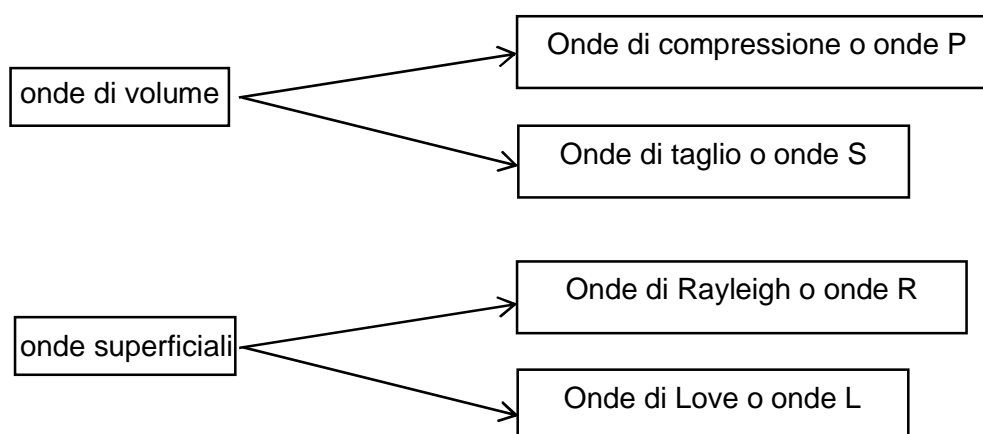 onde di volume
Onde di compressione o onde P
Onde di taglio o onde S
onde superficiali
Onde di Rayleigh o onde R
Onde di Love o onde L